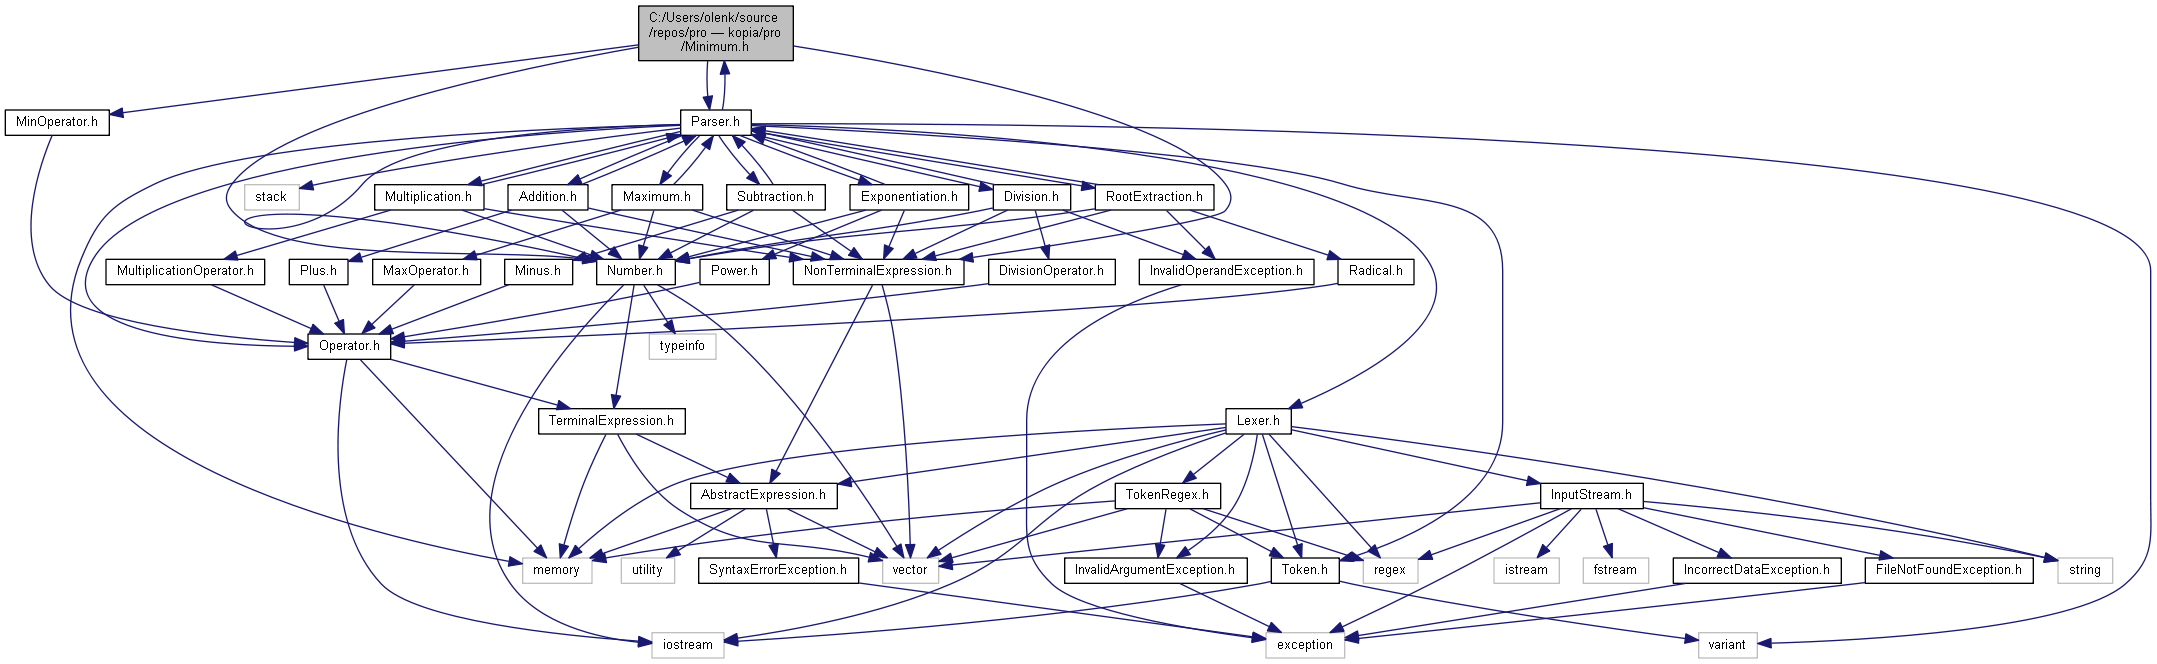 C:/Users/olenk/source
/repos/pro — kopia/pro
/Minimum.h
MinOperator.h
Parser.h
stack
Multiplication.h
Addition.h
Maximum.h
Subtraction.h
Exponentiation.h
Division.h
RootExtraction.h
MultiplicationOperator.h
Plus.h
MaxOperator.h
Minus.h
Number.h
Power.h
NonTerminalExpression.h
DivisionOperator.h
InvalidOperandException.h
Radical.h
Operator.h
typeinfo
TerminalExpression.h
Lexer.h
AbstractExpression.h
TokenRegex.h
InputStream.h
memory
utility
SyntaxErrorException.h
vector
InvalidArgumentException.h
Token.h
regex
istream
fstream
IncorrectDataException.h
FileNotFoundException.h
string
iostream
exception
variant